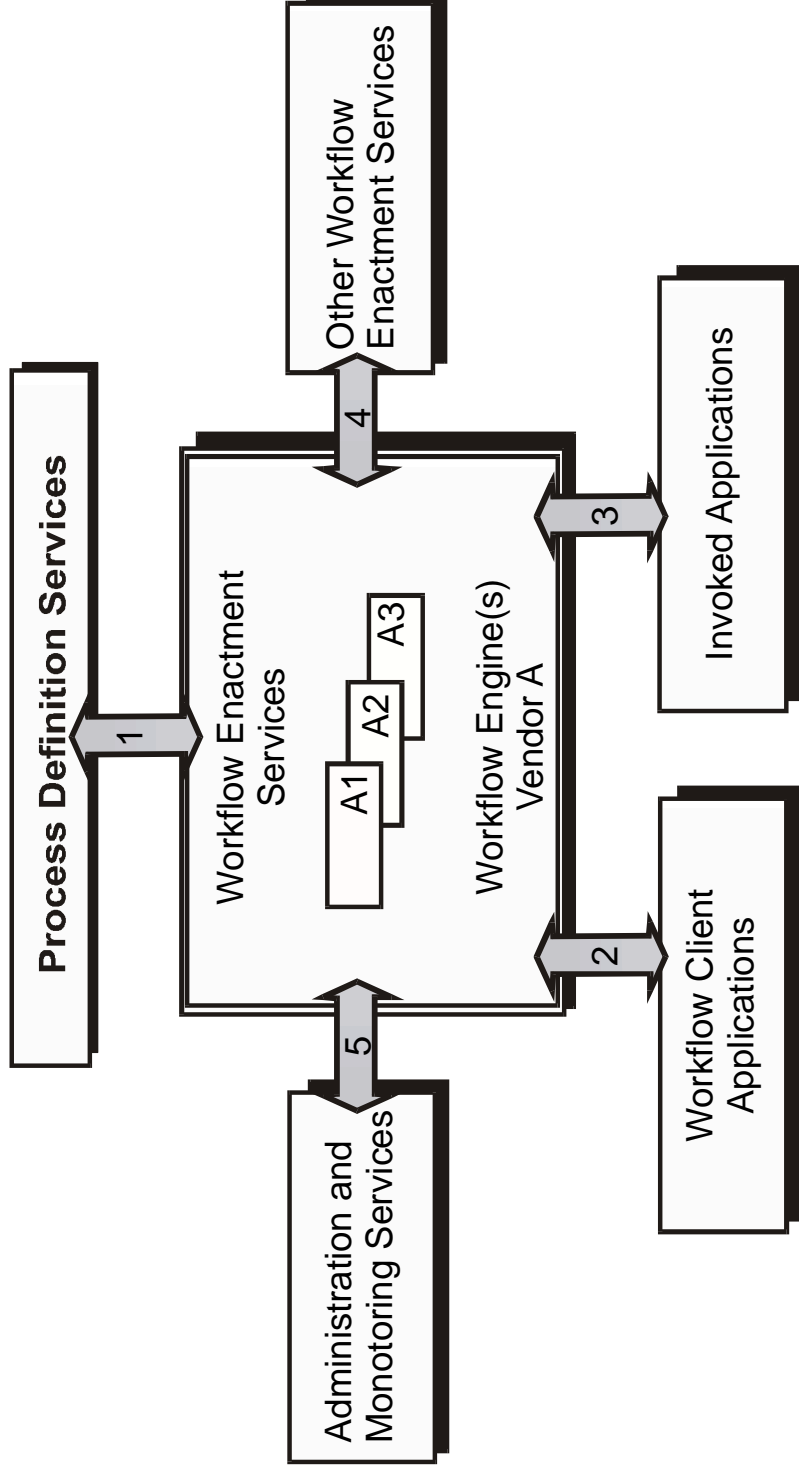 Process Definition Services
1
Workflow Enactment
Services
Administration and
Monotoring Services
5
A1
A2
A3
4
Other Workflow
Enactment Services
Workflow Engine(s)
Vendor A
2
3
Workflow Client
Applications
Invoked Applications